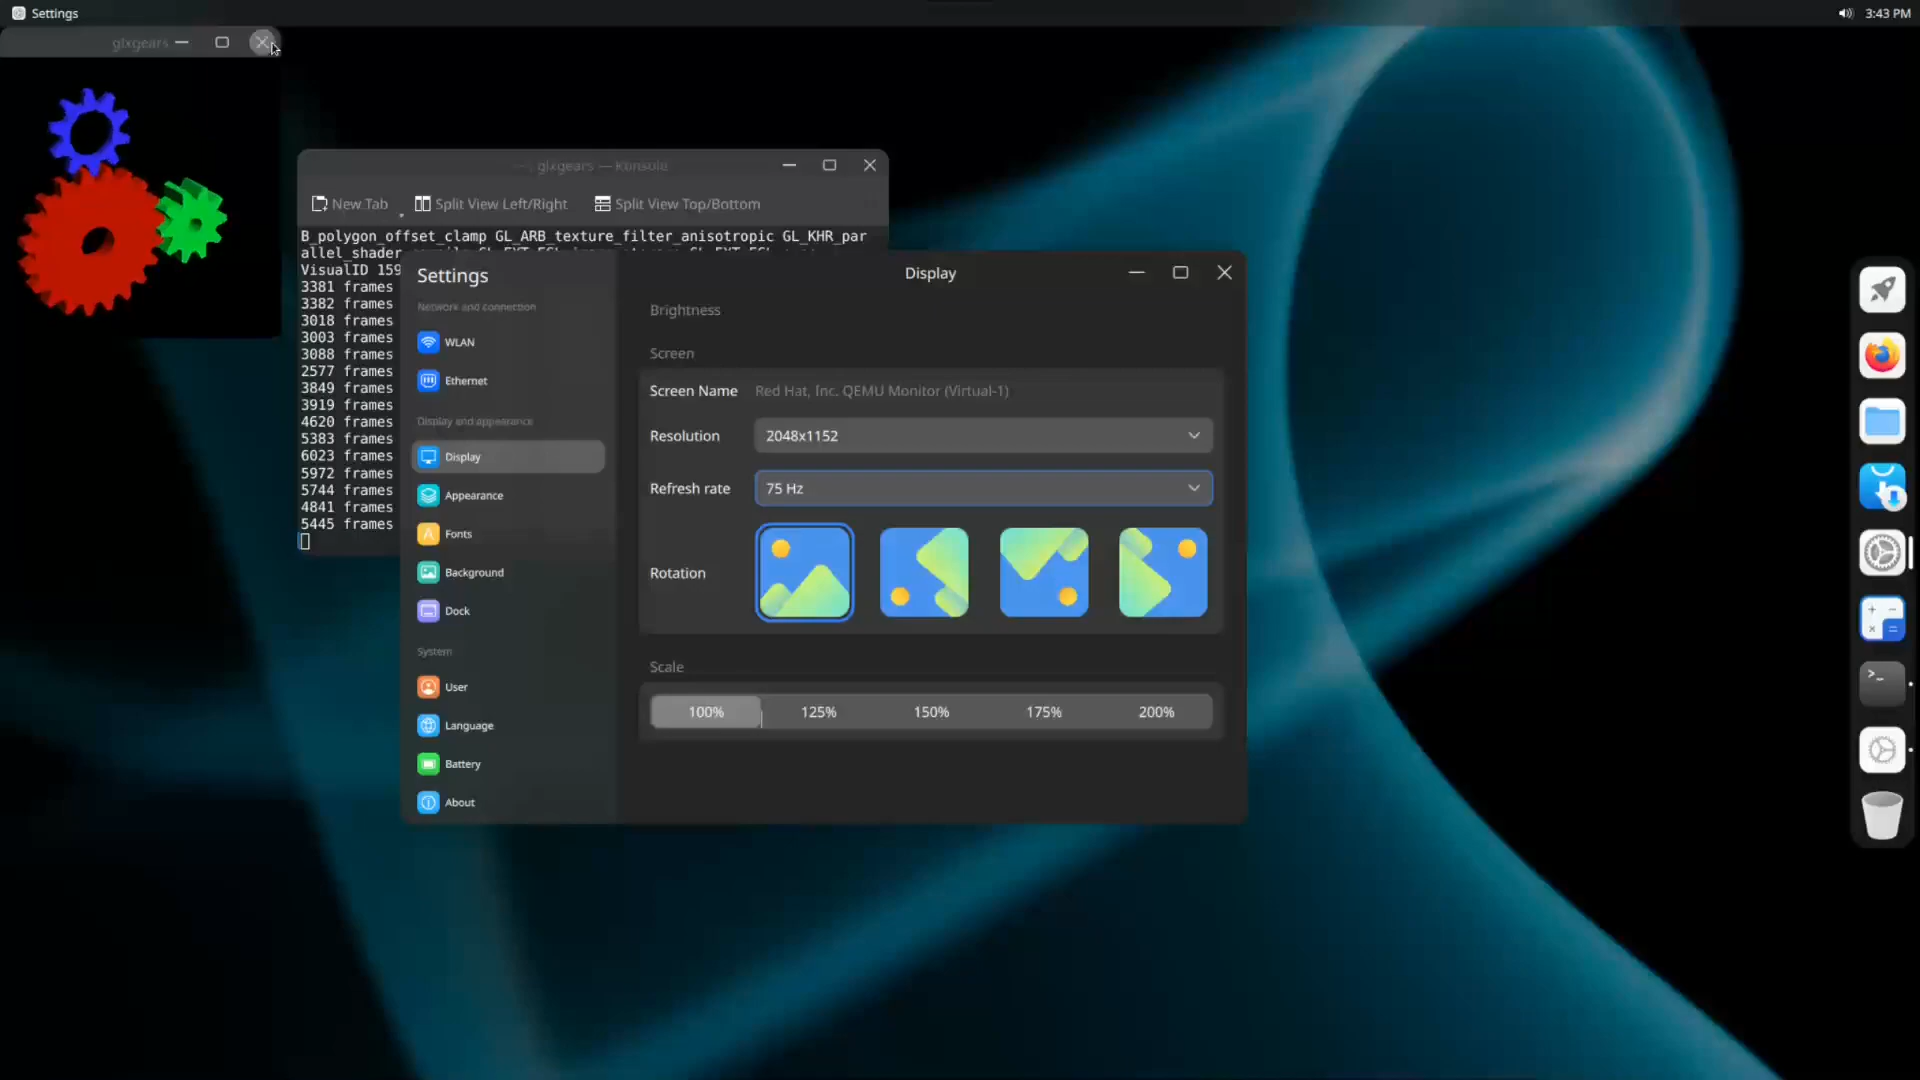 Settings
3:43 PM
glxgears
glxgears — Konsole
New Tab
Split View Left/Right
Split View Top/Bottom
B_polygon_offset_clamp GL_ARB_texture_filter_anisotropic GL_KHR_par
allel_shader
VisualID 159
3381 frames
3382 frames
3018 frames
3003 frames
3088 frames
2577 frames
3849 frames
3919 frames
4620 frames
5383 frames
6023 frames
5972 frames
5744 frames
4841 frames
5445 frames
Settings
Network and connection
WLAN
Ethernet
Display and appearance
Display
Appearance
Fonts
Background
Dock
System
User
Language
Battery
About
Display
Brightness
Screen
Screen Name
Red Hat, Inc. QEMU Monitor (Virtual-1)
Resolution
2048x1152
Refresh rate
75 Hz
Rotation
Scale
100%
125%
150%
175%
200%